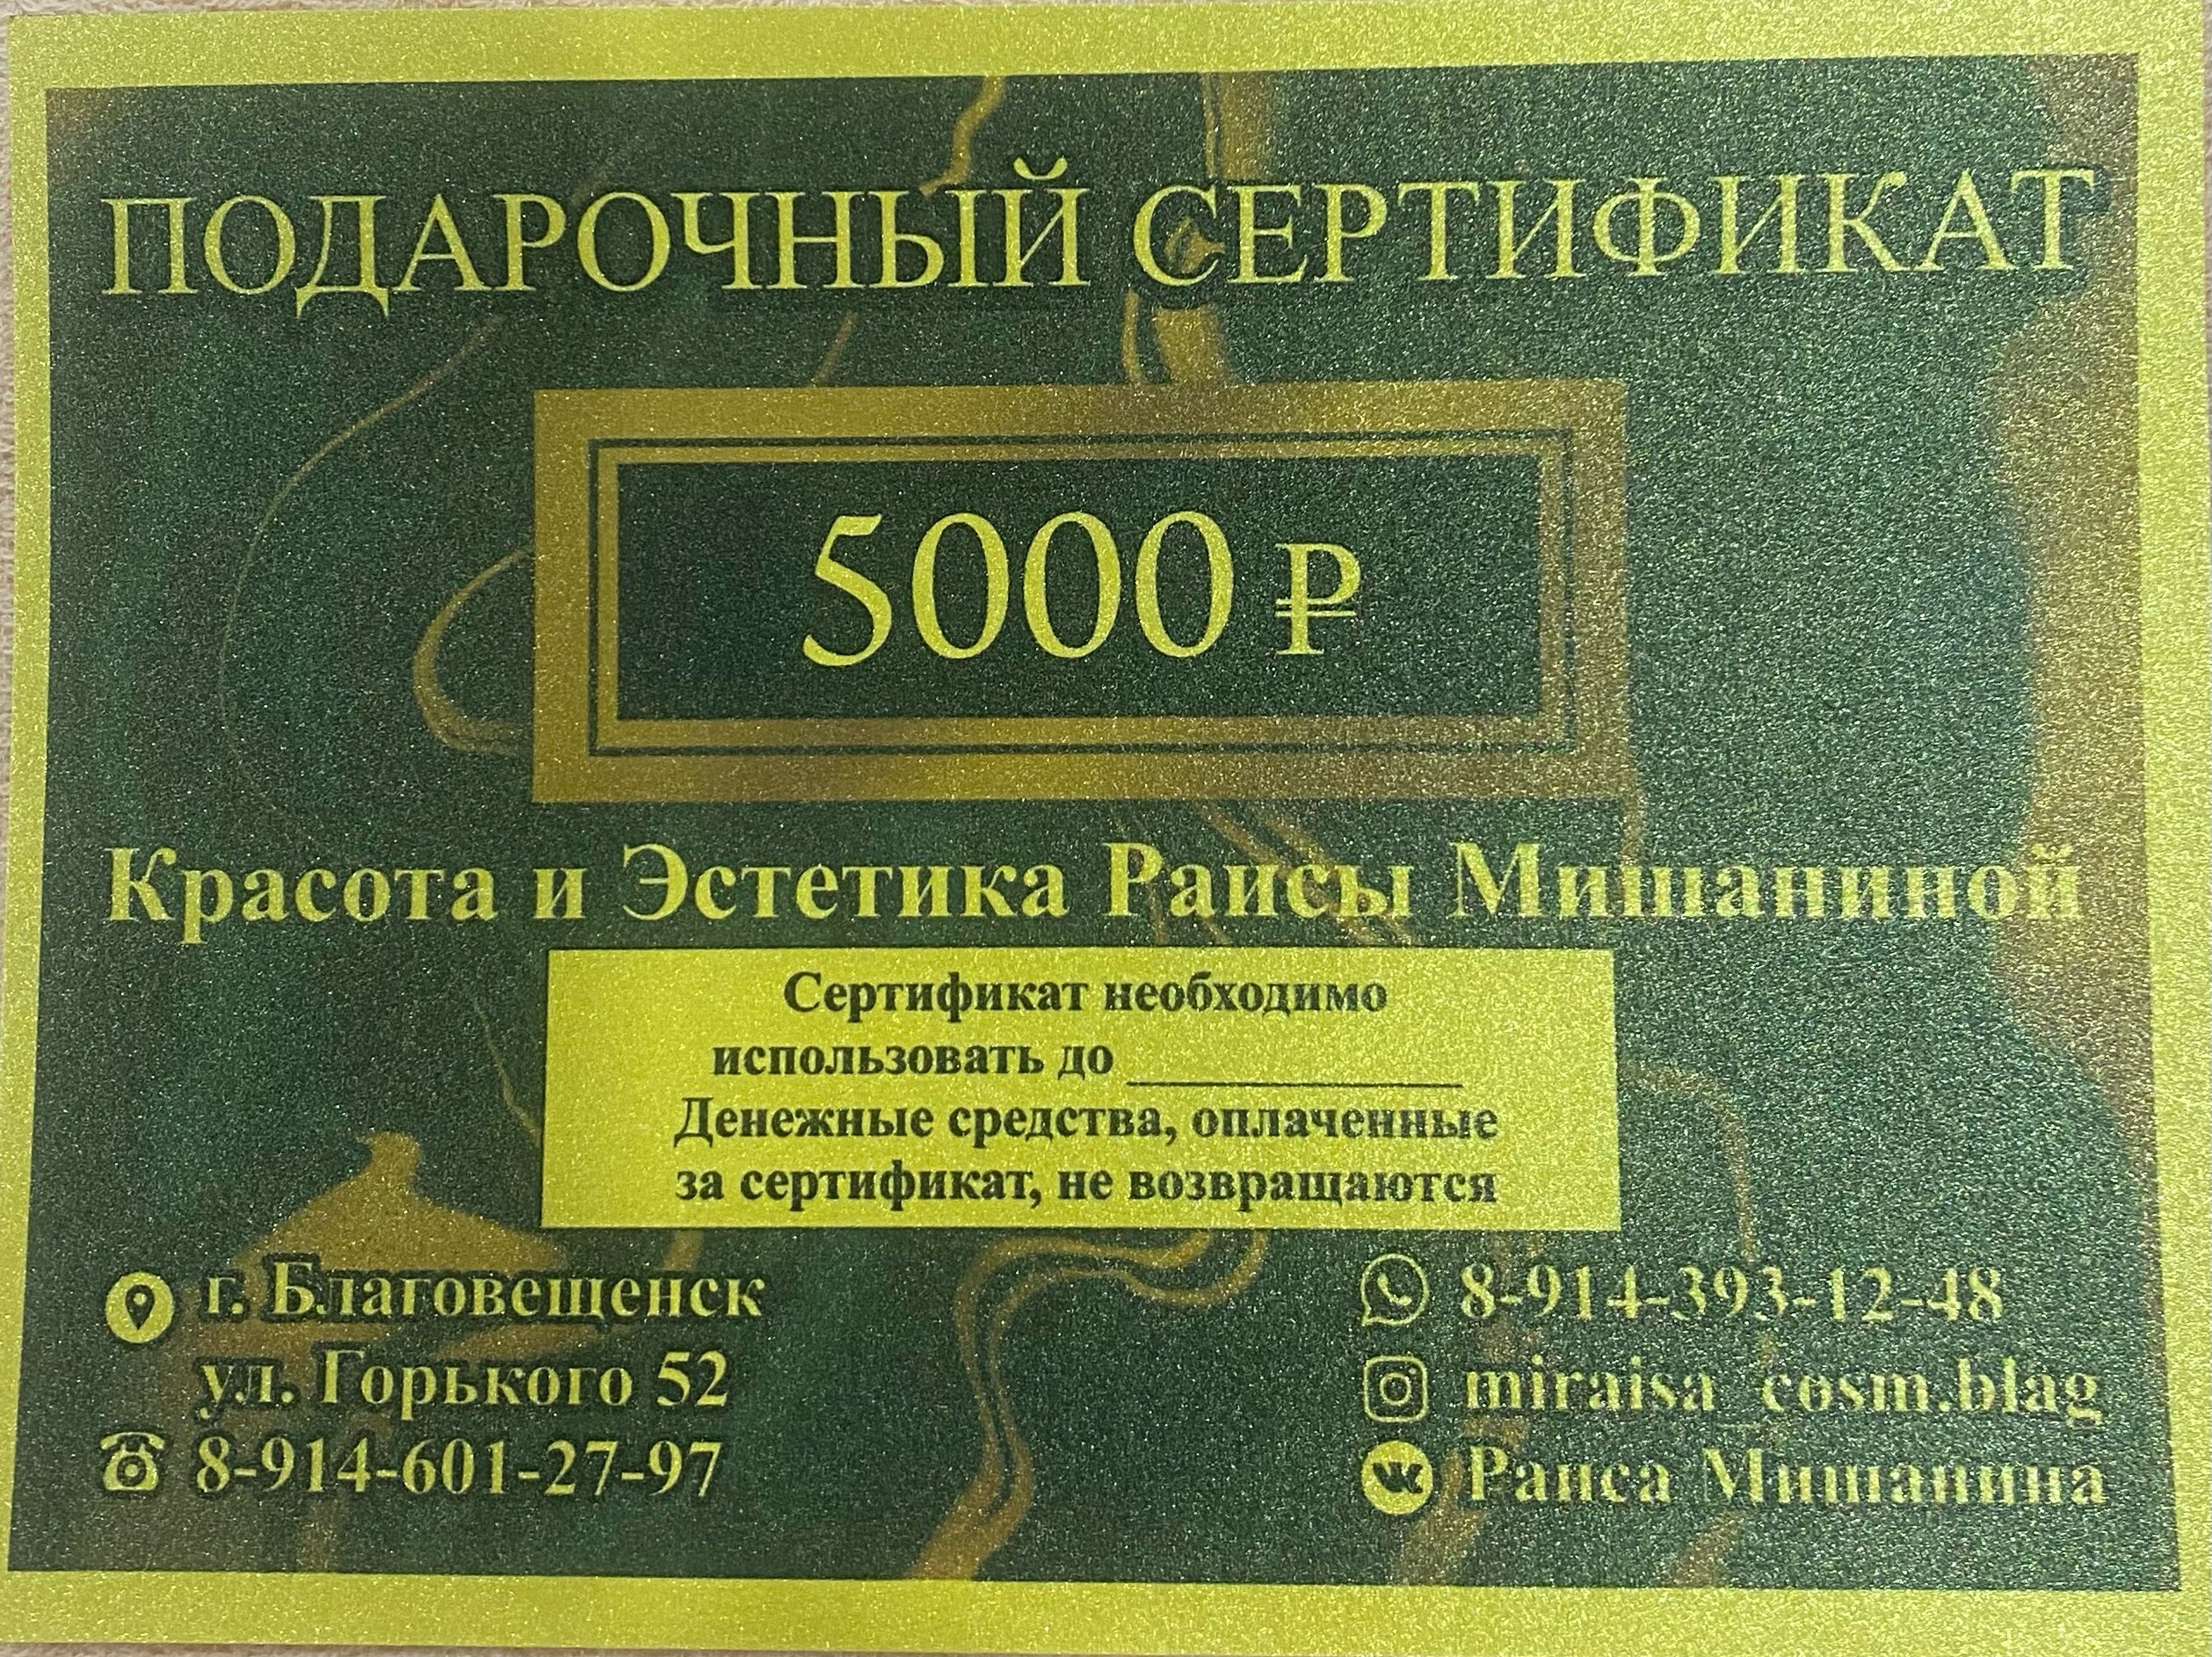 ПОДАРОЧНЫЙ СЕРТИФИКАТ
5000 ₽
Красота и Эстетика Раисы Мишаниной
Сертификат необходимо
использовать до ____________
Денежные средства, оплаченные
за сертификат, не возвращаются
г. Благовещенск
ул. Горького 52
8-914-601-27-97
8-914-393-12-48
miraisa_cosm.blag
Раиса Мишанина